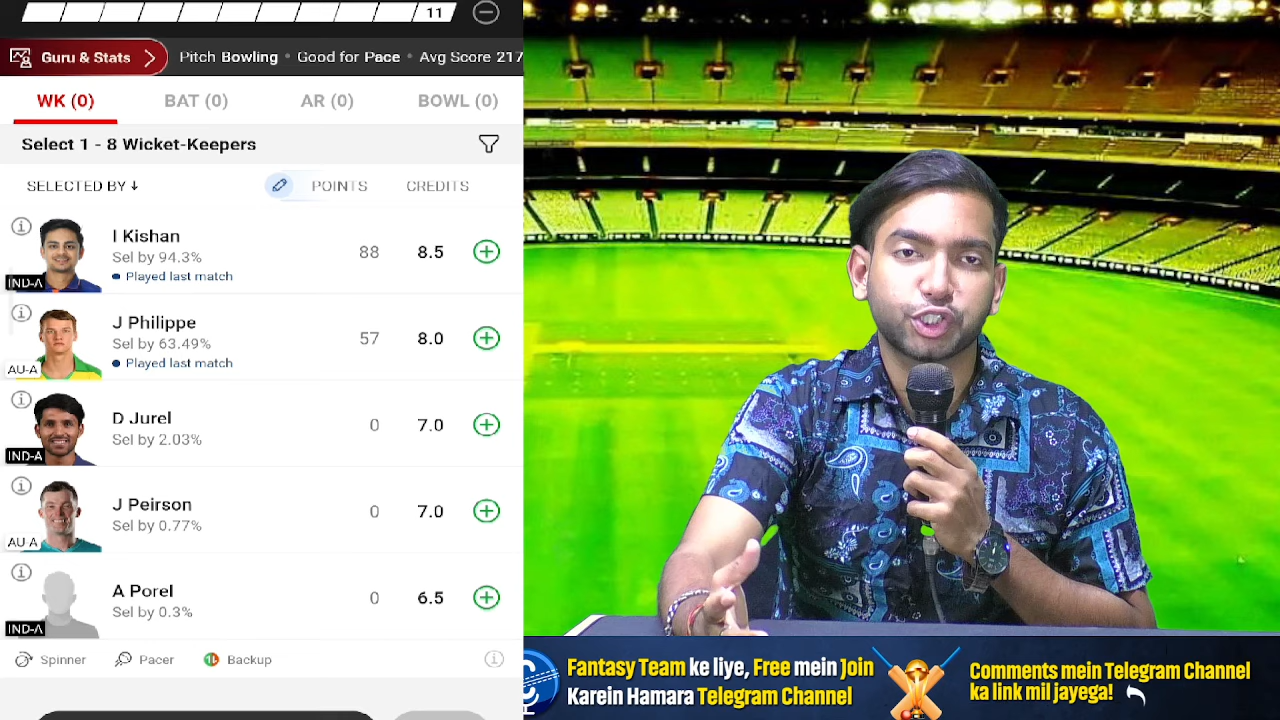 11
Guru & Stats
Pitch Bowling • Good for Pace • Avg Score 217
WK (0)
BAT (0)
AR (0)
BOWL (0)
Select 1 - 8 Wicket-Keepers
SELECTED BY ↓
POINTS
CREDITS
I Kishan
Sel by 94.3%
Played last match
IND-A
88
8.5
J Philippe
Sel by 63.49%
Played last match
AU-A
57
8.0
D Jurel
Sel by 2.03%
IND-A
0
7.0
J Peirson
Sel by 0.77%
AU-A
0
7.0
A Porel
Sel by 0.3%
IND-A
0
6.5
Spinner
Pacer
Backup
Fantasy Team ke liye, Free mein Join
Karein Hamara Telegram Channel
Comments mein Telegram Channel
ka link mil jayega!